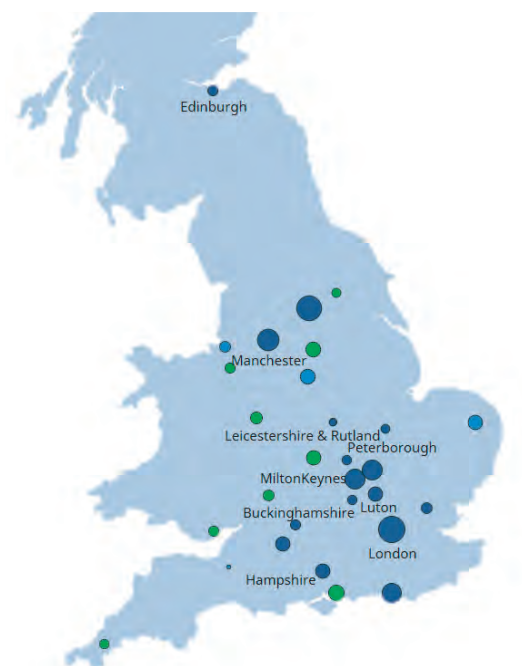 Edinburgh
Manchester
Leicestershire & Rutland
Peterborough
MiltonKeynes
Buckinghamshire
Luton
London
Hampshire